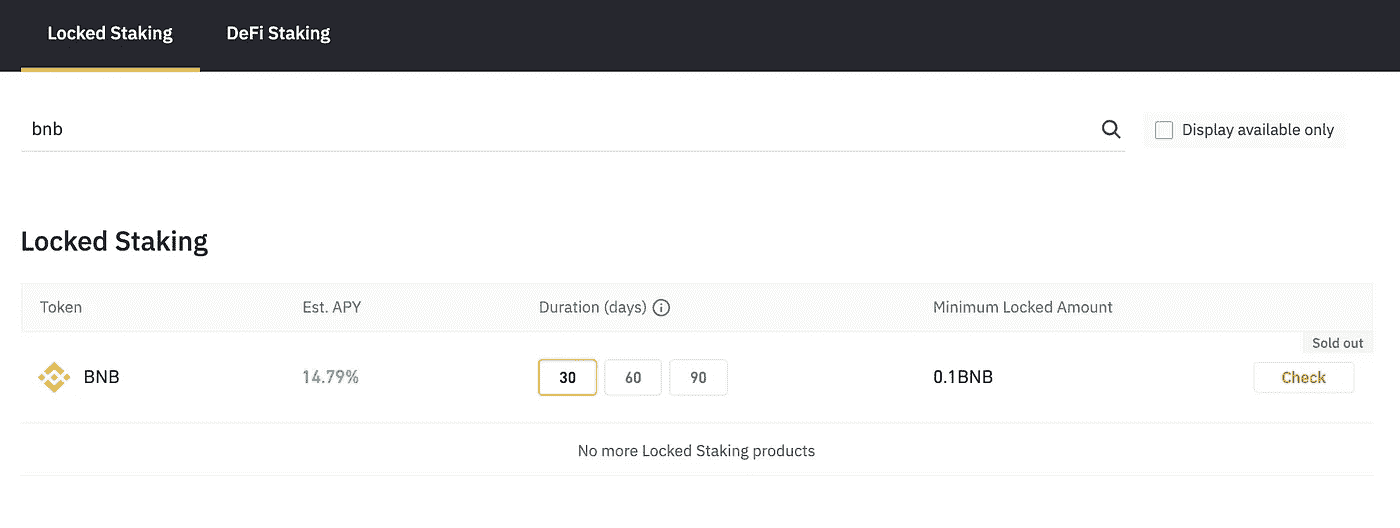 Locked Staking DeFi Staking
bnb Display available only
Locked Staking
Token Est. APY Duration (days) Minimum Locked Amount
Sold out
BNB 14.79% 30 60 90 0.1BNB Check
No more Locked Staking products